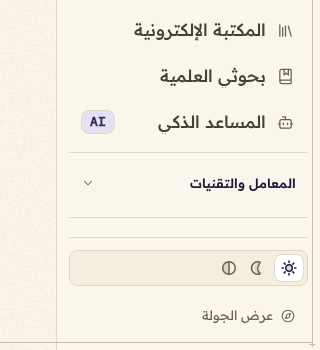 المكتبة الإلكترونية
بحوثي العلمية
المساعد الذكي AI
المعامل والتقنيات
عرض الجولة